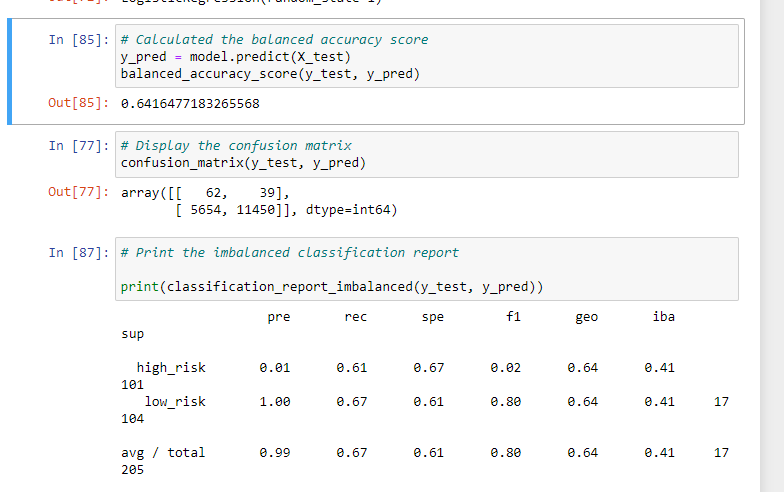 In [85]: # Calculated the balanced accuracy score
y_pred = model.predict(X_test)
balanced_accuracy_score(y_test, y_pred)
Out[85]: 0.6416477183265568
In [77]: # Display the confusion matrix
confusion_matrix(y_test, y_pred)
Out[77]: array([[   62,    39],
       [ 5654, 11450]], dtype=int64)
In [87]: # Print the imbalanced classification report
print(classification_report_imbalanced(y_test, y_pred))
pre rec spe f1 geo iba
sup
high_risk 0.01 0.61 0.67 0.02 0.64 0.41
101
low_risk 1.00 0.67 0.61 0.80 0.64 0.41 17
104
avg / total 0.99 0.67 0.61 0.80 0.64 0.41 17
205